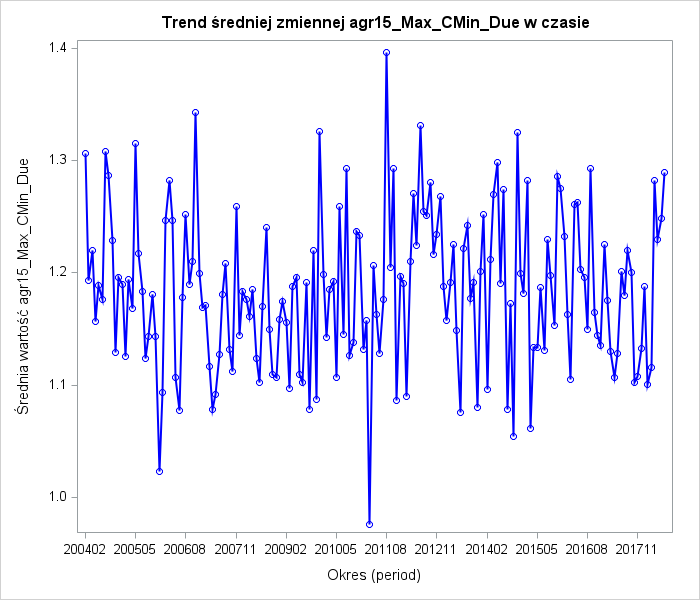 Trend średniej zmiennej agr15_Max_CMin_Due w czasie
Średnia wartość agr15_Max_CMin_Due
1.4
1.3
1.2
1.1
1.0
200402 200505 200608 200711 200902 201005 201108 201211 201402 201505 201608 201711
Okres (period)